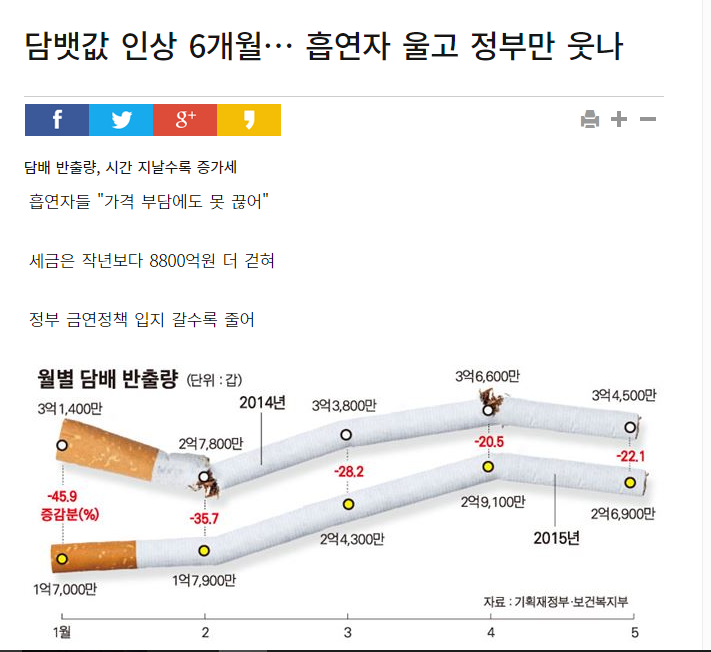 담뱃값 인상 6개월… 흡연자 울고 정부만 웃나
f
g+
담배 반출량, 시간 지날수록 증가세
흡연자들 "가격 부담에도 못 끊어"
세금은 작년보다 8800억원 더 걷혀
정부 금연정책 입지 갈수록 줄어
월별 담배 반출량 (단위 : 갑)
3억1,400만
2억7,800만
2014년
3억3,800만
3억6,600만
3억4,500만
-45.9
증감분(%)
-35.7
-28.2
-20.5
-22.1
1억7,000만
1억7,900만
2억4,300만
2억9,100만
2억6,900만
2015년
자료 : 기획재정부·보건복지부
1월 2 3 4 5